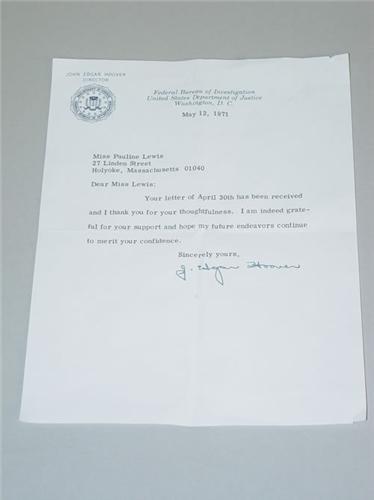 JOHN EDGAR HOOVER
DIRECTOR
Federal Bureau of Investigation
United States Department of Justice
Washington, D. C.
May 12, 1971
Miss Pauline Lewis
27 Linden Street
Holyoke, Massachusetts 01040
Dear Miss Lewis:
Your letter of April 30th has been received
and I thank you for your thoughtfulness. I am indeed grate-
ful for your support and hope my future endeavors continue
to merit your confidence.
Sincerely yours,
J. Edgar Hoover